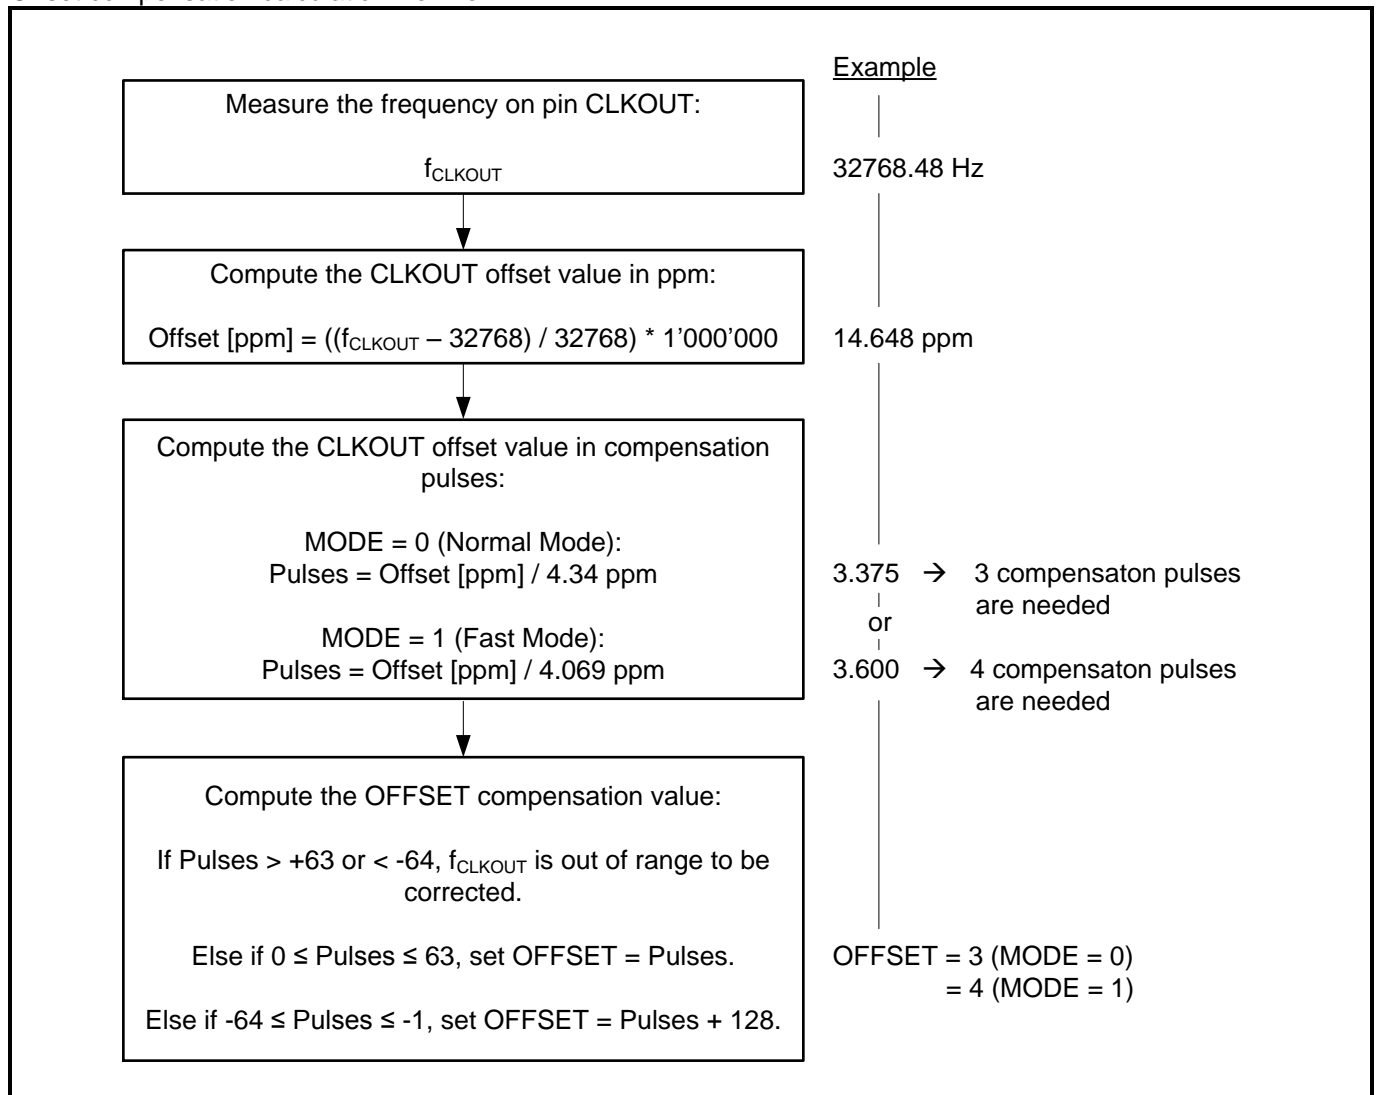 Example
Measure the frequency on pin CLKOUT:
fCLKOUT
32768.48 Hz
Compute the CLKOUT offset value in ppm:
Offset [ppm] = ((fCLKOUT – 32768) / 32768) * 1’000’000
14.648 ppm
Compute the CLKOUT offset value in compensation
pulses:
MODE = 0 (Normal Mode):
Pulses = Offset [ppm] / 4.34 ppm
3.375 → 3 compensaton pulses
are needed
or
MODE = 1 (Fast Mode):
Pulses = Offset [ppm] / 4.069 ppm
3.600 → 4 compensaton pulses
are needed
Compute the OFFSET compensation value:
If Pulses > +63 or < -64, fCLKOUT is out of range to be
corrected.
Else if 0 ≤ Pulses ≤ 63, set OFFSET = Pulses.
Else if -64 ≤ Pulses ≤ -1, set OFFSET = Pulses + 128.
OFFSET = 3 (MODE = 0)
= 4 (MODE = 1)